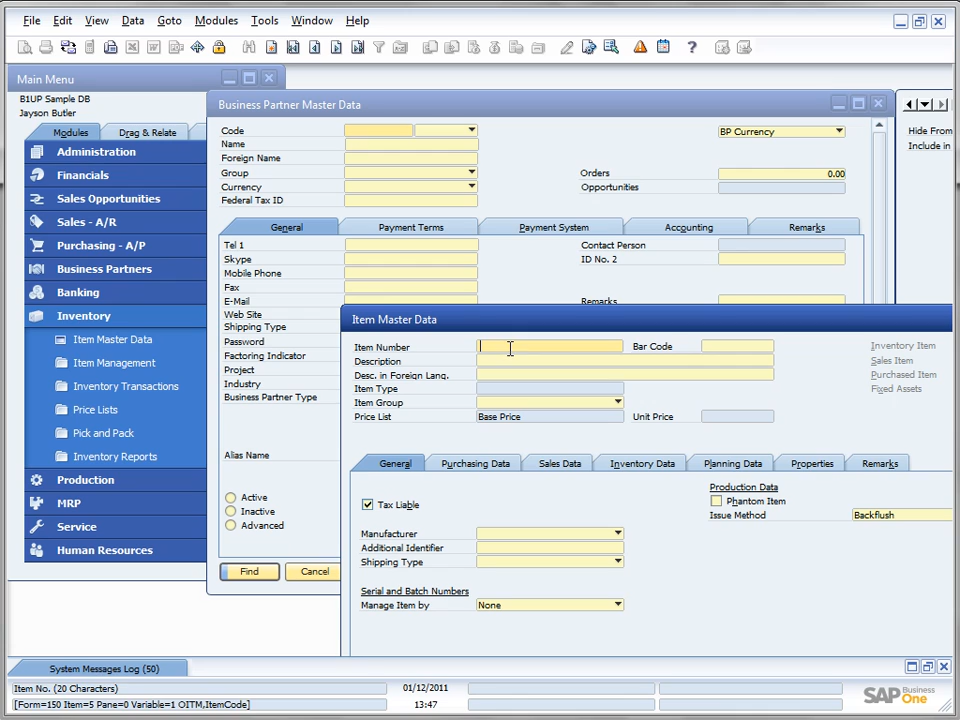 File Edit View Data Goto Modules Tools Window Help
Main Menu
B1UP Sample DB
Jayson Butler
Modules Drag & Relate
Administration
Financials
Sales Opportunities
Sales - A/R
Purchasing - A/P
Business Partners
Banking
Inventory
Item Master Data
Item Management
Inventory Transactions
Price Lists
Pick and Pack
Inventory Reports
Production
MRP
Service
Human Resources
Business Partner Master Data
Code
Name
Foreign Name
Group
Currency
Federal Tax ID
BP Currency
Orders 0.00
Opportunities
General Payment Terms Payment System Accounting Remarks
Tel 1
Skype
Mobile Phone
Fax
E-Mail
Web Site
Shipping Type
Password
Factoring Indicator
Project
Industry
Business Partner Type
Alias Name
Active
Inactive
Advanced
Contact Person
ID No. 2
Remarks
Find Cancel
Hide From
Include in
Item Master Data
Item Number Bar Code
Description
Desc. in Foreign Lang.
Item Type
Item Group
Price List Base Price Unit Price
Inventory Item
Sales Item
Purchased Item
Fixed Assets
General Purchasing Data Sales Data Inventory Data Planning Data Properties Remarks
Tax Liable
Manufacturer
Additional Identifier
Shipping Type
Serial and Batch Numbers
Manage Item by None
Production Data
Phantom Item
Issue Method Backflush
System Messages Log (50)
Item No. (20 Characters) 01/12/2011
[Form=150 Item=5 Pane=0 Variable=1 OITM,ItemCode] 13:47
SAP Business One